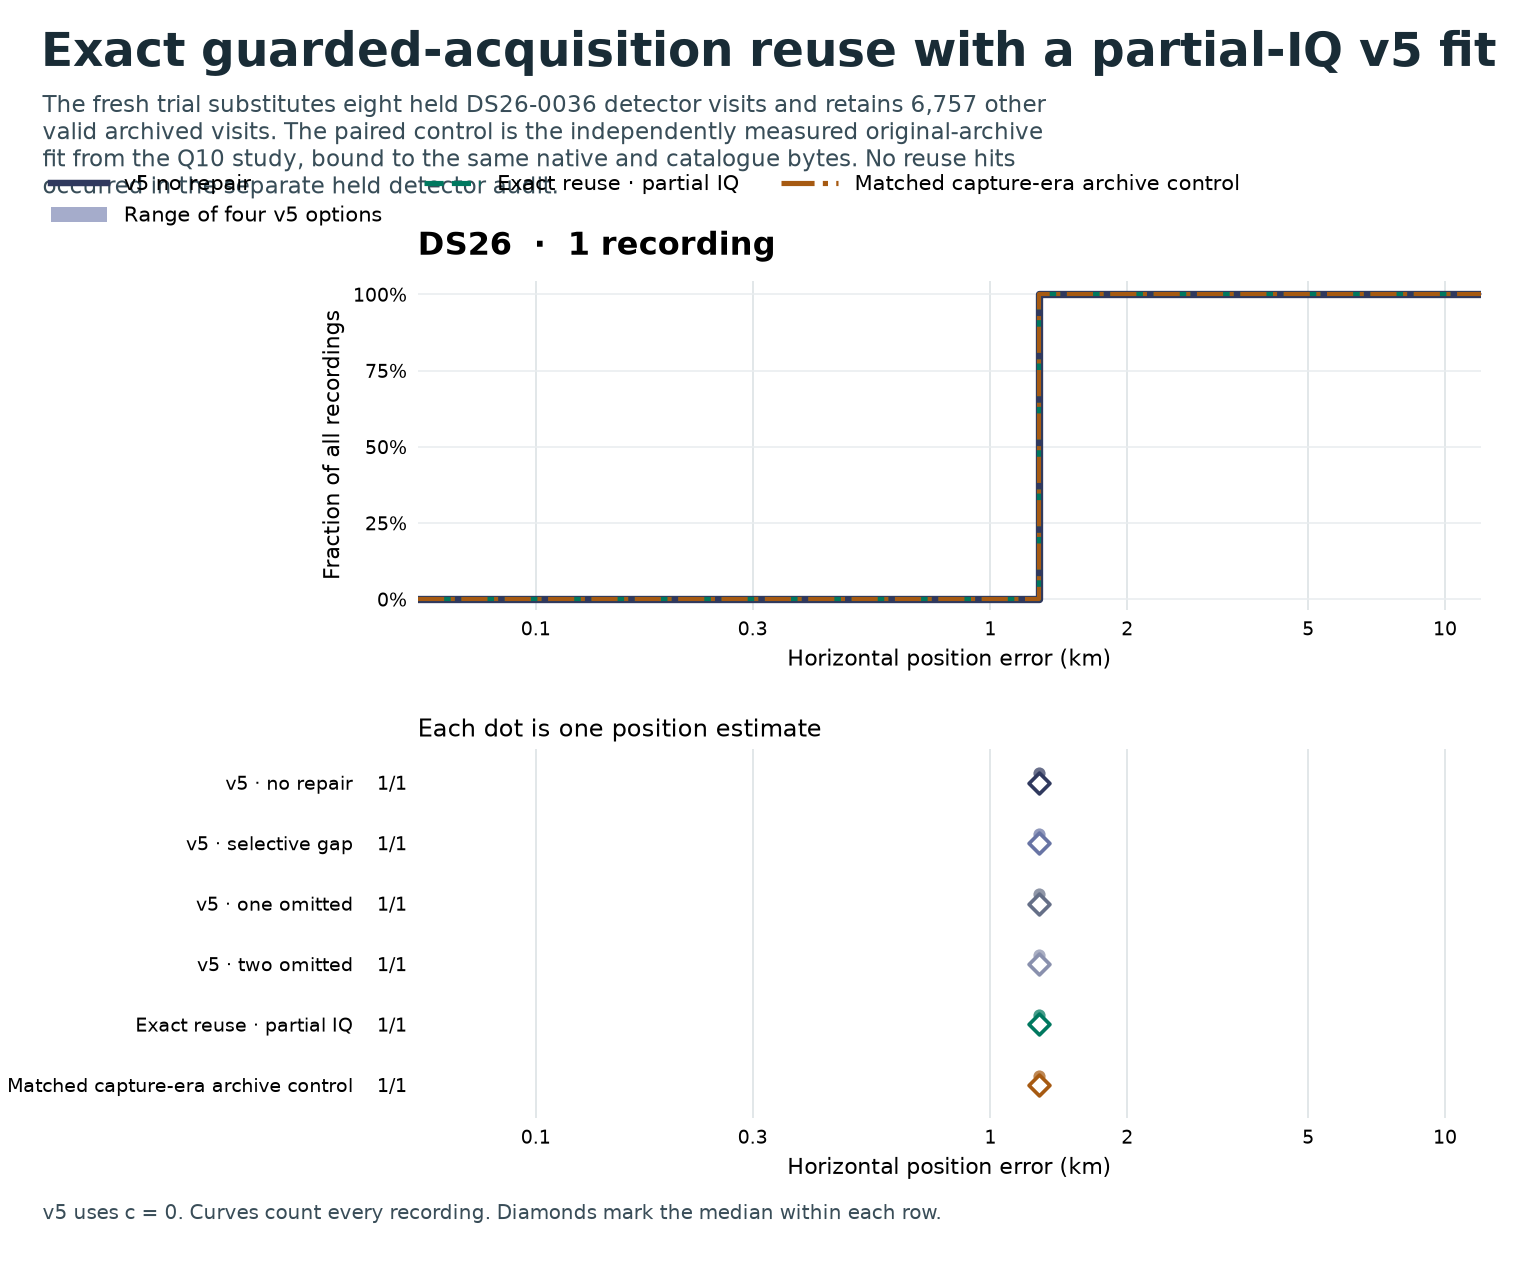 Exact guarded-acquisition reuse with a partial-IQ v5 fit
The fresh trial substitutes eight held DS26-0036 detector visits and retains 6,757 other
valid archived visits. The paired control is the independently measured original-archive
fit from the Q10 study, bound to the same native and catalogue bytes. No reuse hits
occurred in the separate held detector audit.
v5 no repair
Exact reuse · partial IQ
Matched capture-era archive control
Range of four v5 options
DS26 · 1 recording
Fraction of all recordings
100%
75%
50%
25%
0%
0.1 0.3 1 2 5 10
Horizontal position error (km)
Each dot is one position estimate
v5 · no repair 1/1
v5 · selective gap 1/1
v5 · one omitted 1/1
v5 · two omitted 1/1
Exact reuse · partial IQ 1/1
Matched capture-era archive control 1/1
0.1 0.3 1 2 5 10
Horizontal position error (km)
v5 uses c = 0. Curves count every recording. Diamonds mark the median within each row.